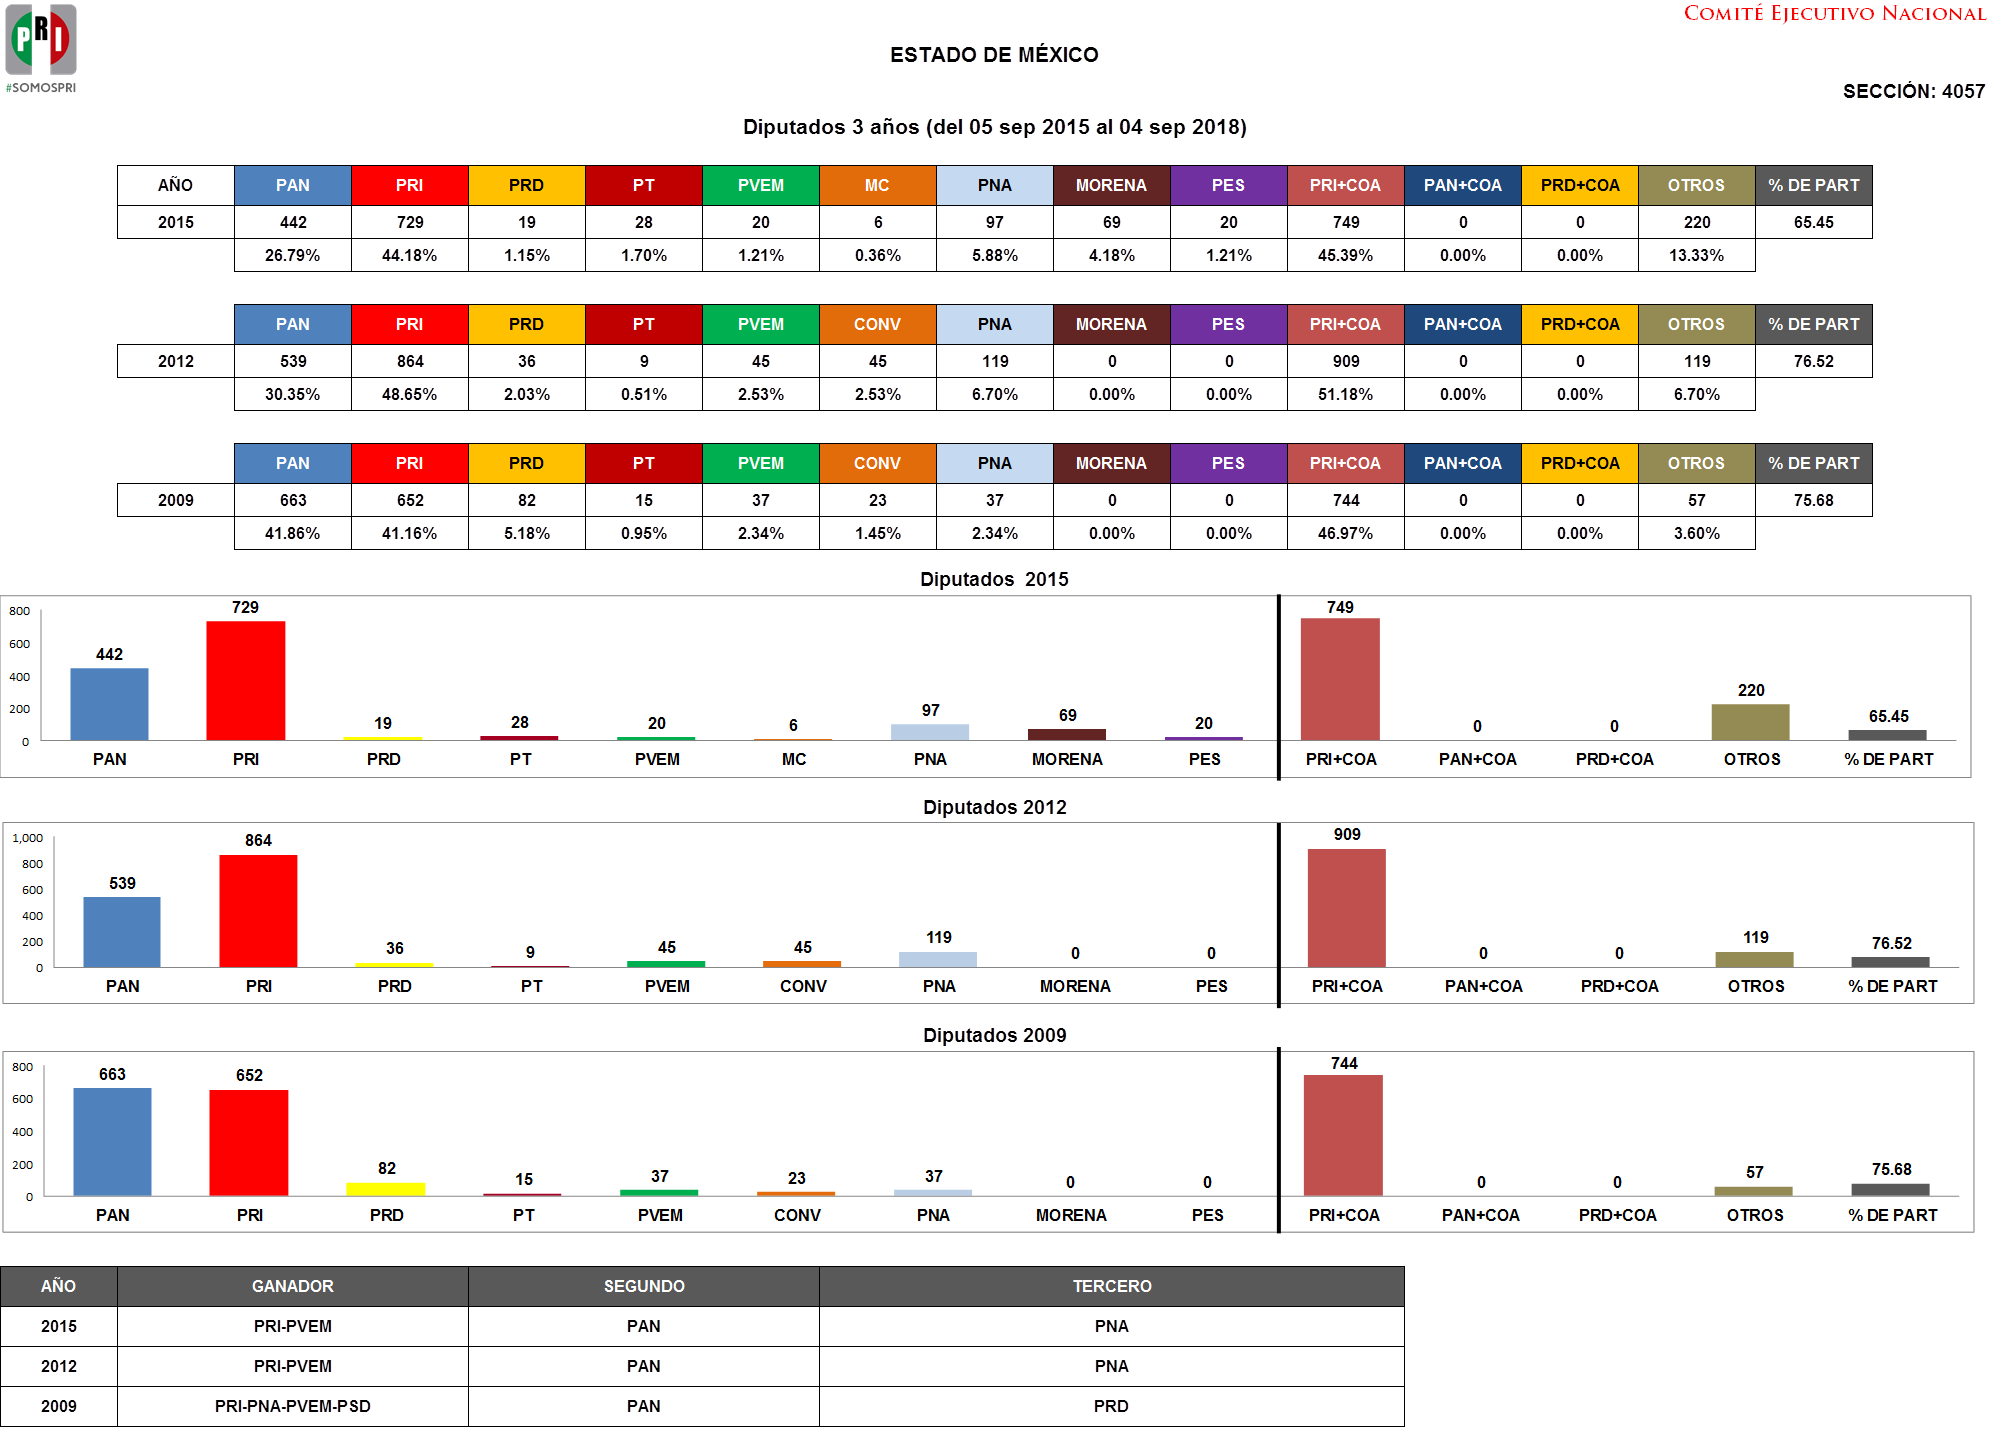 PRI
#SOMOSPRI
COMITÉ EJECUTIVO NACIONAL
ESTADO DE MÉXICO
SECCIÓN: 4057
Diputados 3 años (del 05 sep 2015 al 04 sep 2018)
AÑO PAN PRI PRD PT PVEM MC PNA MORENA PES PRI+COA PAN+COA PRD+COA OTROS % DE PART
2015 442 729 19 28 20 6 97 69 20 749 0 0 220 65.45
26.79% 44.18% 1.15% 1.70% 1.21% 0.36% 5.88% 4.18% 1.21% 45.39% 0.00% 0.00% 13.33%
PAN PRI PRD PT PVEM CONV PNA MORENA PES PRI+COA PAN+COA PRD+COA OTROS % DE PART
2012 539 864 36 9 45 45 119 0 0 909 0 0 119 76.52
30.35% 48.65% 2.03% 0.51% 2.53% 2.53% 6.70% 0.00% 0.00% 51.18% 0.00% 0.00% 6.70%
PAN PRI PRD PT PVEM CONV PNA MORENA PES PRI+COA PAN+COA PRD+COA OTROS % DE PART
2009 663 652 82 15 37 23 37 0 0 744 0 0 57 75.68
41.86% 41.16% 5.18% 0.95% 2.34% 1.45% 2.34% 0.00% 0.00% 46.97% 0.00% 0.00% 3.60%
Diputados 2015
800
600
400
200
0
442 729 19 28 20 6 97 69 20 749 0 0 220 65.45
PAN PRI PRD PT PVEM MC PNA MORENA PES PRI+COA PAN+COA PRD+COA OTROS % DE PART
Diputados 2012
1,000
800
600
400
200
0
539 864 36 9 45 45 119 0 0 909 0 0 119 76.52
PAN PRI PRD PT PVEM CONV PNA MORENA PES PRI+COA PAN+COA PRD+COA OTROS % DE PART
Diputados 2009
800
600
400
200
0
663 652 82 15 37 23 37 0 0 744 0 0 57 75.68
PAN PRI PRD PT PVEM CONV PNA MORENA PES PRI+COA PAN+COA PRD+COA OTROS % DE PART
AÑO GANADOR SEGUNDO TERCERO
2015 PRI-PVEM PAN PNA
2012 PRI-PVEM PAN PNA
2009 PRI-PNA-PVEM-PSD PAN PRD